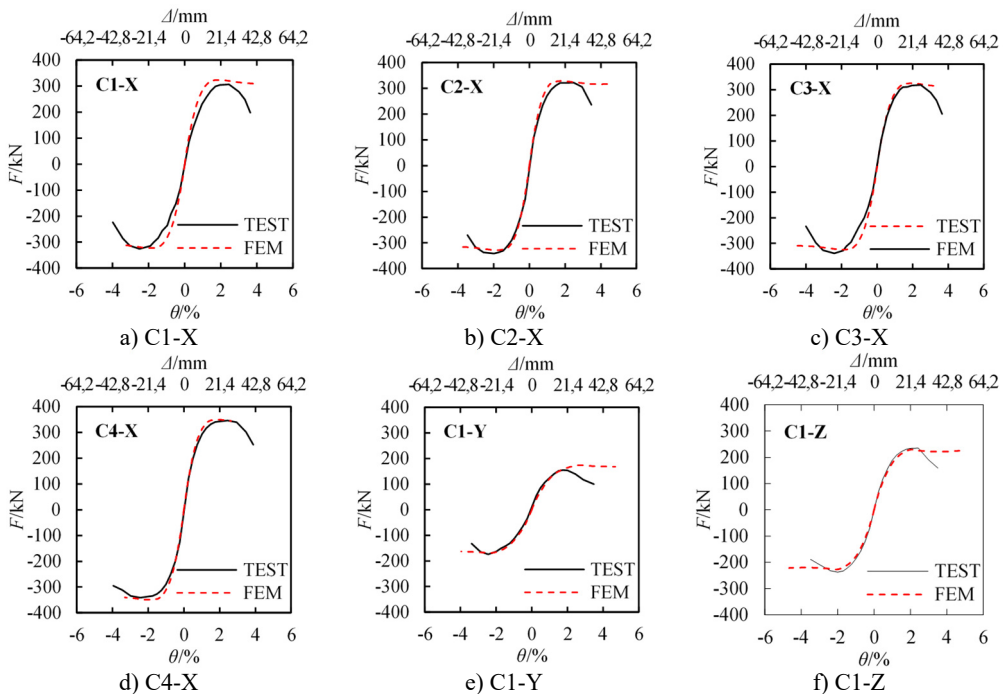 Δ/mm
-64,2 -42,8 -21,4 0 21,4 42,8 64,2
400
300
200
100
0
-100
-200
-300
-400
F/kN
C1-X
TEST
FEM
-6 -4 -2 0 2 4 6
θ/%
a) C1-X
Δ/mm
-64,2 -42,8 -21,4 0 21,4 42,8 64,2
400
300
200
100
0
-100
-200
-300
-400
F/kN
C2-X
TEST
FEM
-6 -4 -2 0 2 4 6
θ/%
b) C2-X
Δ/mm
-64,2 -42,8 -21,4 0 21,4 42,8 64,2
400
300
200
100
0
-100
-200
-300
-400
F/kN
C3-X
TEST
FEM
-6 -4 -2 0 2 4 6
θ/%
c) C3-X
Δ/mm
-64,2 -42,8 -21,4 0 21,4 42,8 64,2
400
300
200
100
0
-100
-200
-300
-400
F/kN
C4-X
TEST
FEM
-6 -4 -2 0 2 4 6
θ/%
d) C4-X
Δ/mm
-64,2 -42,8 -21,4 0 21,4 42,8 64,2
400
300
200
100
0
-100
-200
-300
-400
F/kN
C1-Y
TEST
FEM
-6 -4 -2 0 2 4 6
θ/%
e) C1-Y
Δ/mm
-64,2 -42,8 -21,4 0 21,4 42,8 64,2
400
300
200
100
0
-100
-200
-300
-400
F/kN
C1-Z
TEST
FEM
-6 -4 -2 0 2 4 6
θ/%
f) C1-Z